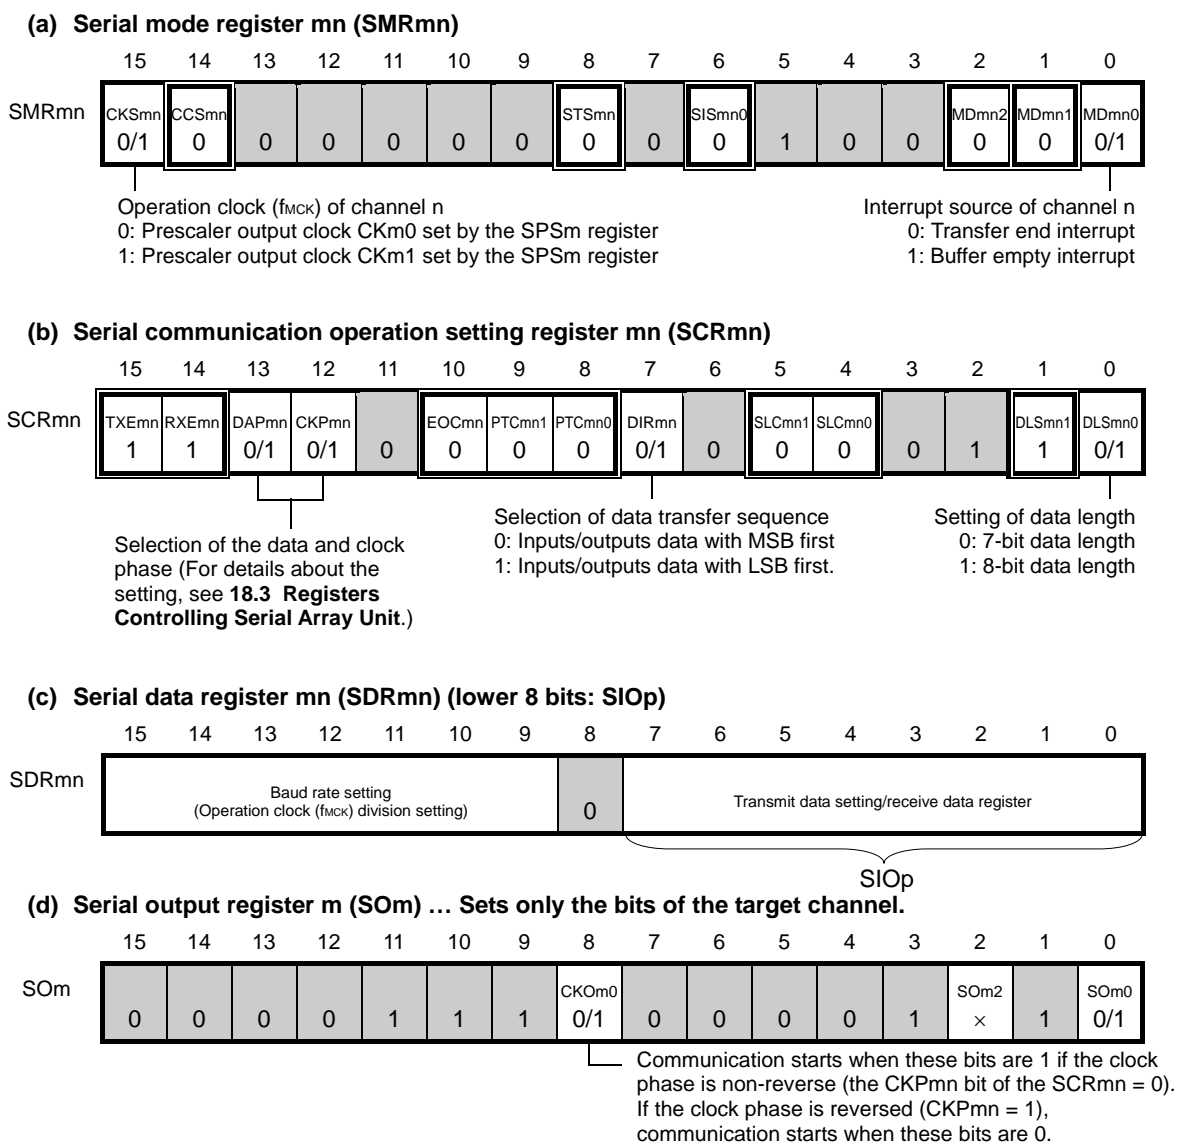 (a) Serial mode register mn (SMRmn)
15 14 13 12 11 10 9 8 7 6 5 4 3 2 1 0
SMRmn
CKSmn CCSmn STSmn SISmn0 MDmn2 MDmn1 MDmn0
0/1 0 0 0 0 0 0 0 0 0 1 0 0 0 0 0/1
Operation clock (fMCK) of channel n
0: Prescaler output clock CKm0 set by the SPSm register
1: Prescaler output clock CKm1 set by the SPSm register
Interrupt source of channel n
0: Transfer end interrupt
1: Buffer empty interrupt
(b) Serial communication operation setting register mn (SCRmn)
15 14 13 12 11 10 9 8 7 6 5 4 3 2 1 0
SCRmn
TXEmn RXEmn DAPmn CKPmn EOCmn PTCmn1 PTCmn0 DIRmn SLCmn1 SLCmn0 DLSmn1 DLSmn0
1 1 0/1 0/1 0 0 0 0 0/1 0 0 0 0 1 1 0/1
Selection of the data and clock
phase (For details about the
setting, see 18.3 Registers
Controlling Serial Array Unit.)
Selection of data transfer sequence
0: Inputs/outputs data with MSB first
1: Inputs/outputs data with LSB first.
Setting of data length
0: 7-bit data length
1: 8-bit data length
(c) Serial data register mn (SDRmn) (lower 8 bits: SIOp)
15 14 13 12 11 10 9 8 7 6 5 4 3 2 1 0
SDRmn
Baud rate setting
(Operation clock (fMCK) division setting)
0
Transmit data setting/receive data register
SIOp
(d) Serial output register m (SOm) … Sets only the bits of the target channel.
15 14 13 12 11 10 9 8 7 6 5 4 3 2 1 0
SOm
CKOm0 SOm2 SOm0
0 0 0 0 1 1 1 0/1 0 0 0 0 1 × 1 0/1
Communication starts when these bits are 1 if the clock
phase is non-reverse (the CKPmn bit of the SCRmn = 0).
If the clock phase is reversed (CKPmn = 1),
communication starts when these bits are 0.